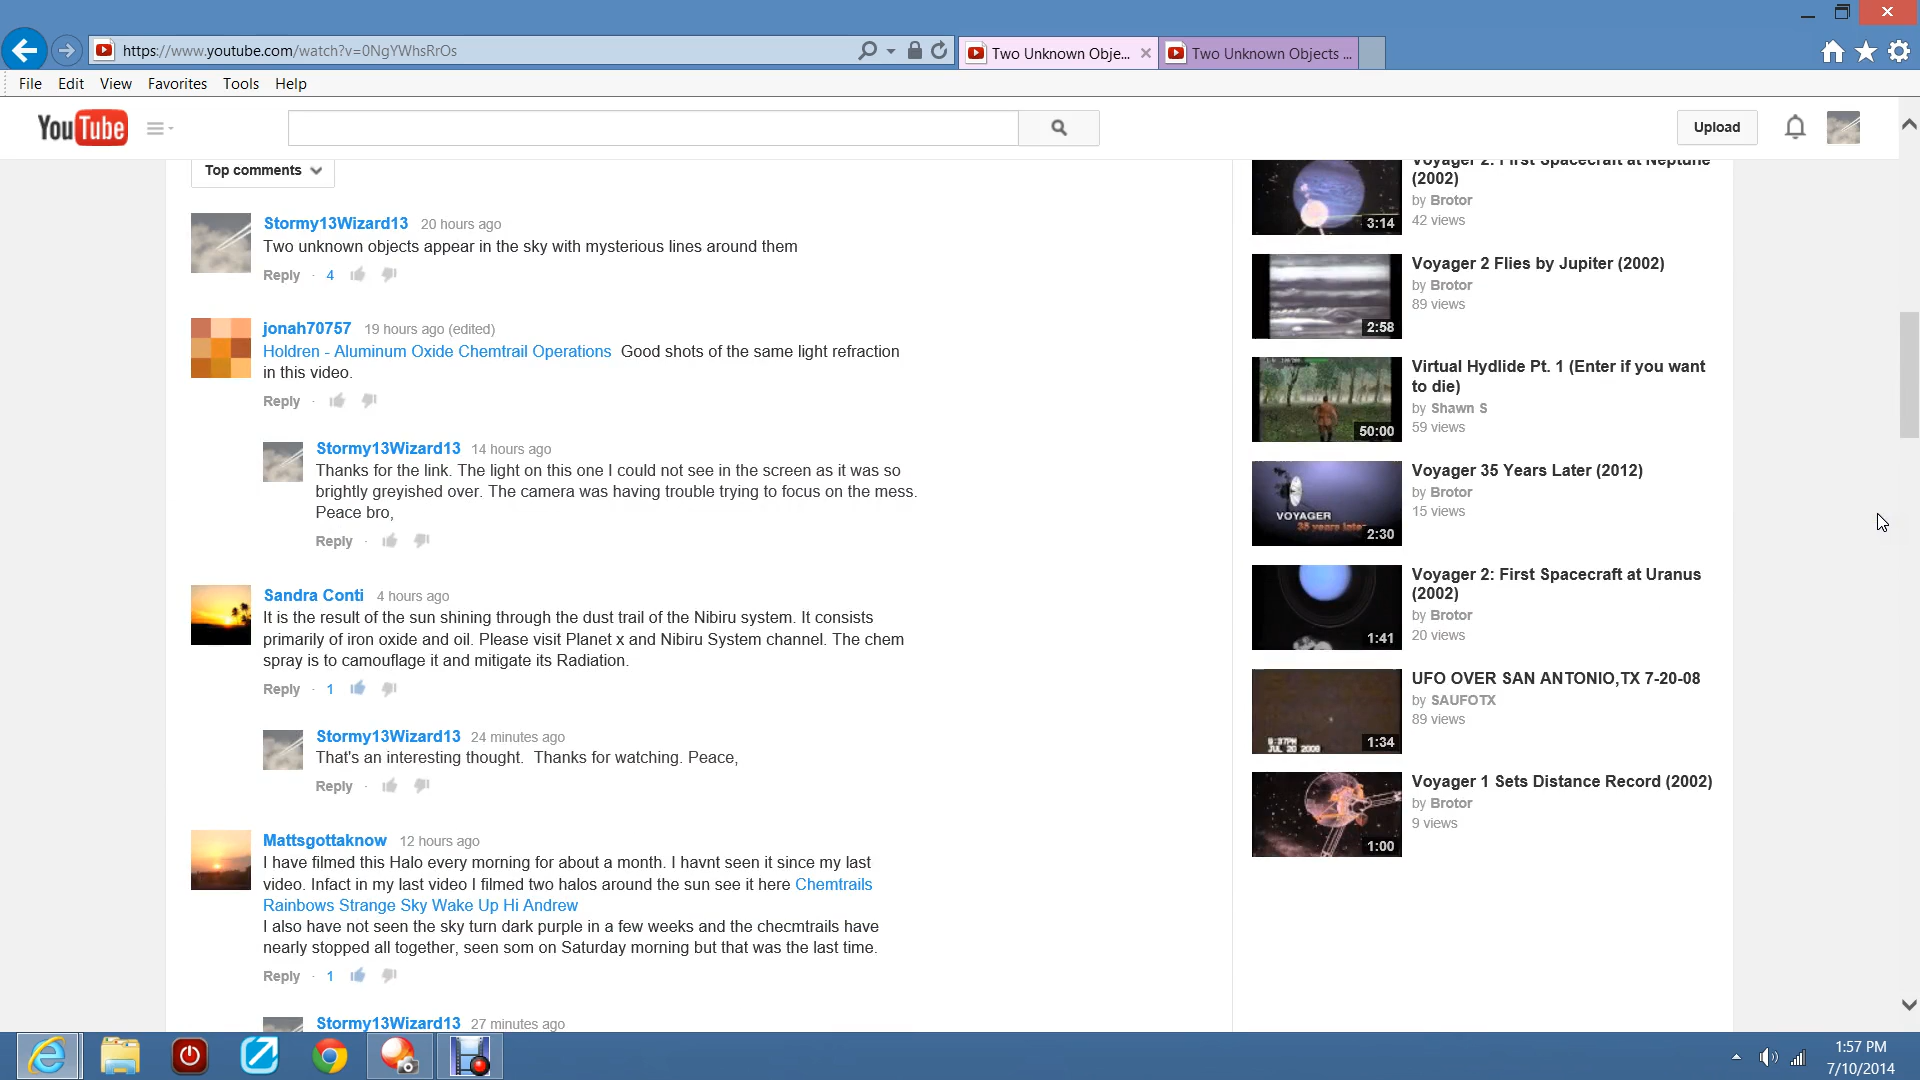 https://www.youtube.com/watch?v=0NgYWhsRrOs
Two Unknown Obje...
Two Unknown Objects ...
File Edit View Favorites Tools Help
YouTube
Upload
Top comments
Stormy13Wizard13 20 hours ago
Two unknown objects appear in the sky with mysterious lines around them
Reply · 4
jonah70757 19 hours ago (edited)
Holdren - Aluminum Oxide Chemtrail Operations Good shots of the same light refraction
in this video.
Reply ·
Stormy13Wizard13 14 hours ago
Thanks for the link. The light on this one I could not see in the screen as it was so
brightly greyished over. The camera was having trouble trying to focus on the mess.
Peace bro,
Reply ·
Sandra Conti 4 hours ago
It is the result of the sun shining through the dust trail of the Nibiru system. It consists
primarily of iron oxide and oil. Please visit Planet x and Nibiru System channel. The chem
spray is to camouflage it and mitigate its Radiation.
Reply · 1
Stormy13Wizard13 24 minutes ago
That's an interesting thought. Thanks for watching. Peace,
Reply ·
Mattsgottaknow 12 hours ago
I have filmed this Halo every morning for about a month. I havnt seen it since my last
video. Infact in my last video I filmed two halos around the sun see it here Chemtrails
Rainbows Strange Sky Wake Up Hi Andrew
I also have not seen the sky turn dark purple in a few weeks and the checmtrails have
nearly stopped all together, seen som on Saturday morning but that was the last time.
Reply · 1
Stormy13Wizard13 27 minutes ago
Voyager 2: First Spacecraft at Neptune
(2002)
by Brotor
42 views
3:14
Voyager 2 Flies by Jupiter (2002)
by Brotor
89 views
2:58
Virtual Hydlide Pt. 1 (Enter if you want
to die)
by Shawn S
59 views
50:00
Voyager 35 Years Later (2012)
by Brotor
15 views
VOYAGER
35 years later
2:30
Voyager 2: First Spacecraft at Uranus
(2002)
by Brotor
20 views
1:41
UFO OVER SAN ANTONIO,TX 7-20-08
by SAUFOTX
89 views
JUL 20 2008
1:34
Voyager 1 Sets Distance Record (2002)
by Brotor
9 views
1:00
1:57 PM
7/10/2014